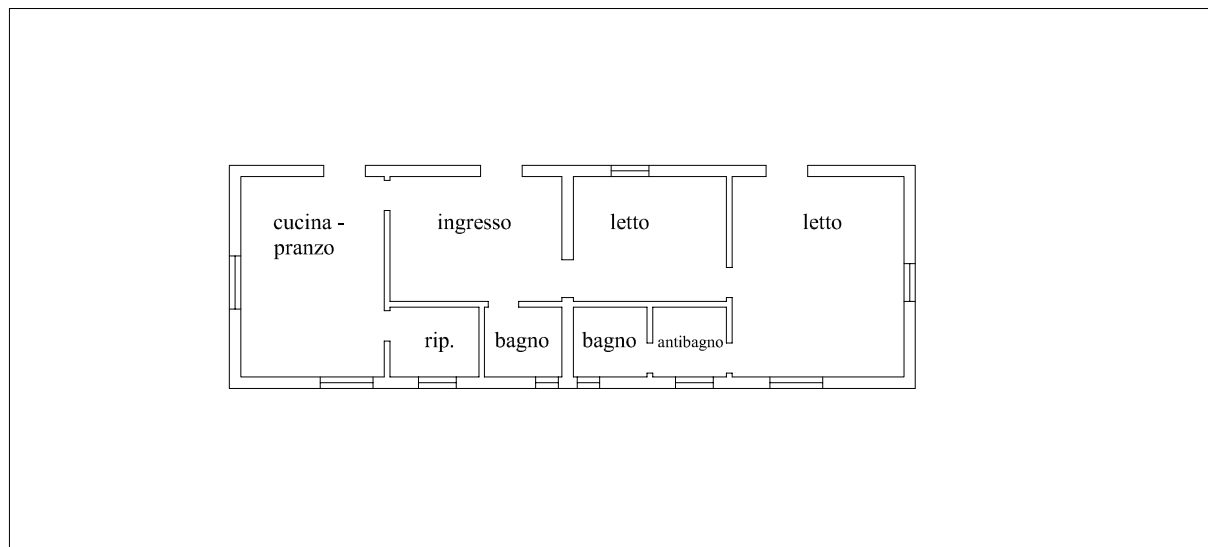 cucina -
pranzo
ingresso
letto
letto
rip.
bagno
bagno
antibagno